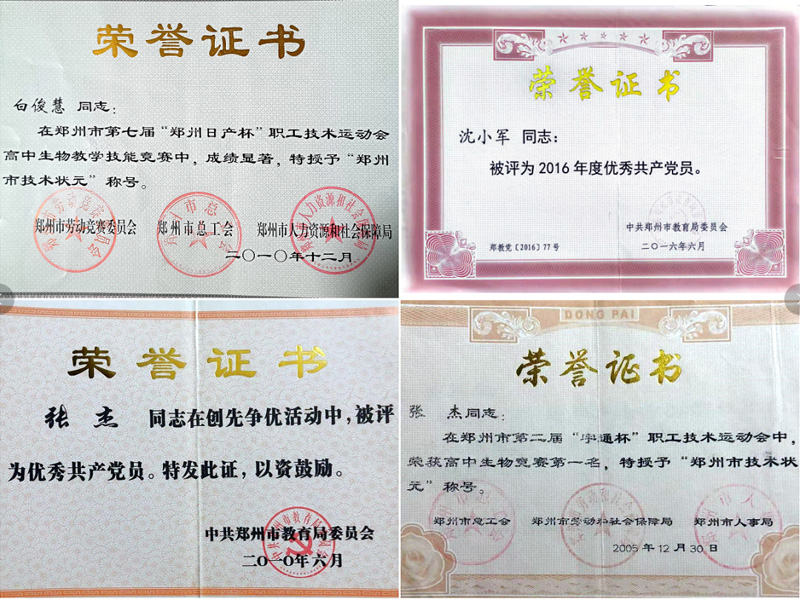 荣誉证书
白俊慧 同志：
在郑州市第七届“郑州日产杯”职工技术运动会
高中生物教学技能竞赛中，成绩显著，特授予“郑州
市技术状元”称号。
郑州市劳动竞赛委员会 郑州市总工会 郑州市人力资源和社会保障局
二〇一〇年十二月
荣誉证书
沈小军 同志：
被评为2016年度优秀共产党员。
中共郑州市教育局委员会
郑教党〔2016〕77号 二〇一六年六月
荣誉证书
张杰 同志在创先争优活动中，被评
为优秀共产党员。特发此证，以资鼓励。
中共郑州市教育局委员会
二〇一〇年六月
DONG PAI
荣誉证书
张 杰同志：
在郑州市第二届“宇通杯”职工技术运动会中，
荣获高中生物竞赛第一名，特授予“郑州市技术状
元”称号。
郑州市总工会 郑州市劳动和社会保障局 郑州市人事局
2005年12月30日